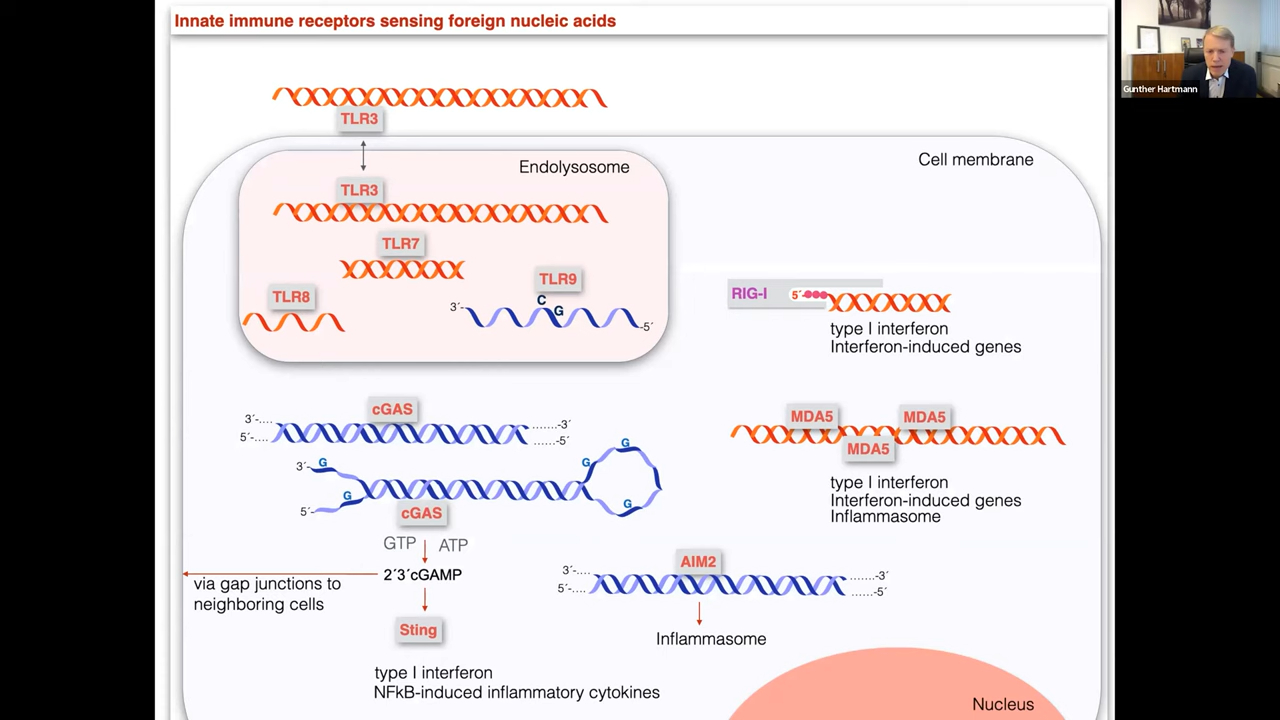 Innate immune receptors sensing foreign nucleic acids
Gunther Hartmann
TLR3
Cell membrane
Endolysosome
TLR3
TLR7
TLR9
TLR8
3´-
C
G
-5´
RIG-I
5´-
type I interferon
Interferon-induced genes
cGAS
3´-....
.......-3´
5´-....
......-5´
MDA5
MDA5
MDA5
3´-
G
G
G
G
G
5´-
cGAS
type I interferon
Interferon-induced genes
Inflammasome
GTP
ATP
2´3´cGAMP
via gap junctions to
neighboring cells
AIM2
3´-....
.......-3´
5´-....
......-5´
Sting
Inflammasome
type I interferon
NFkB-induced inflammatory cytokines
Nucleus